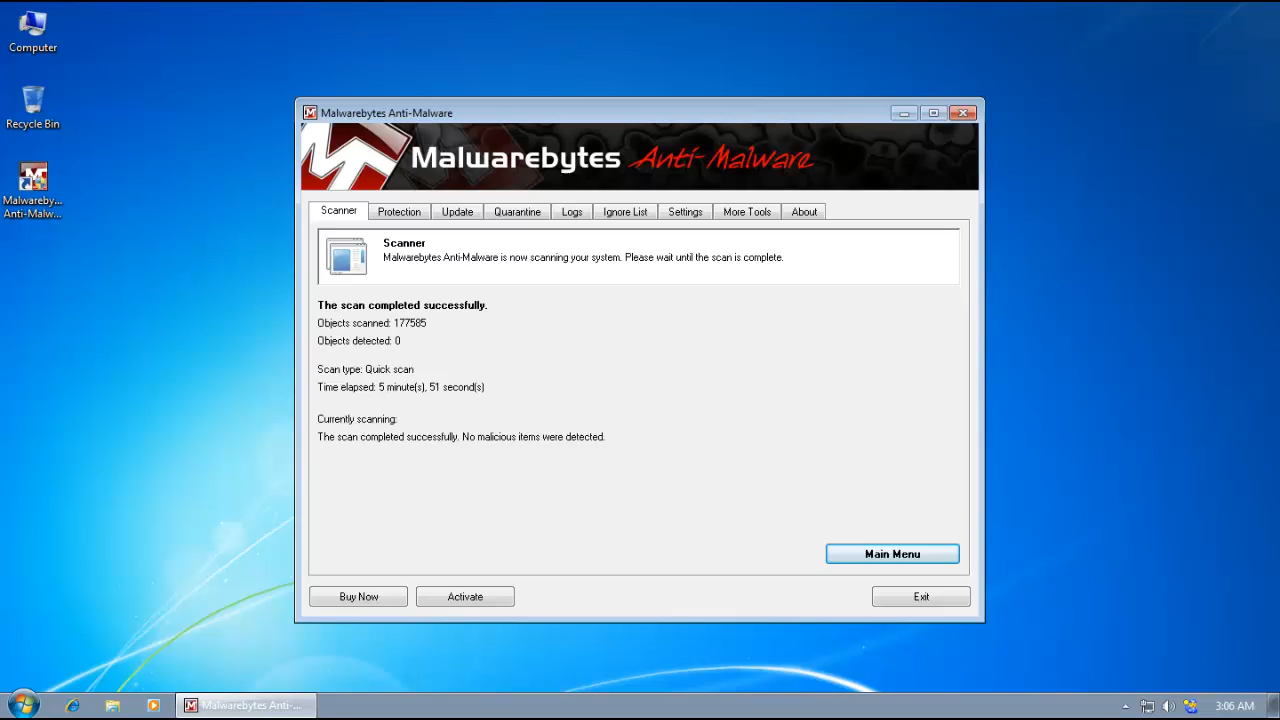 Computer
Recycle Bin
Malwareby...
Anti-Malw...
Malwarebytes Anti-Malware
Malwarebytes Anti-Malware
Scanner Protection Update Quarantine Logs Ignore List Settings More Tools About
Scanner
Malwarebytes Anti-Malware is now scanning your system. Please wait until the scan is complete.
The scan completed successfully.
Objects scanned: 177585
Objects detected: 0
Scan type: Quick scan
Time elapsed: 5 minute(s), 51 second(s)
Currently scanning:
The scan completed successfully. No malicious items were detected.
Main Menu
Buy Now Activate Exit
Malwarebytes Anti-... 3:06 AM